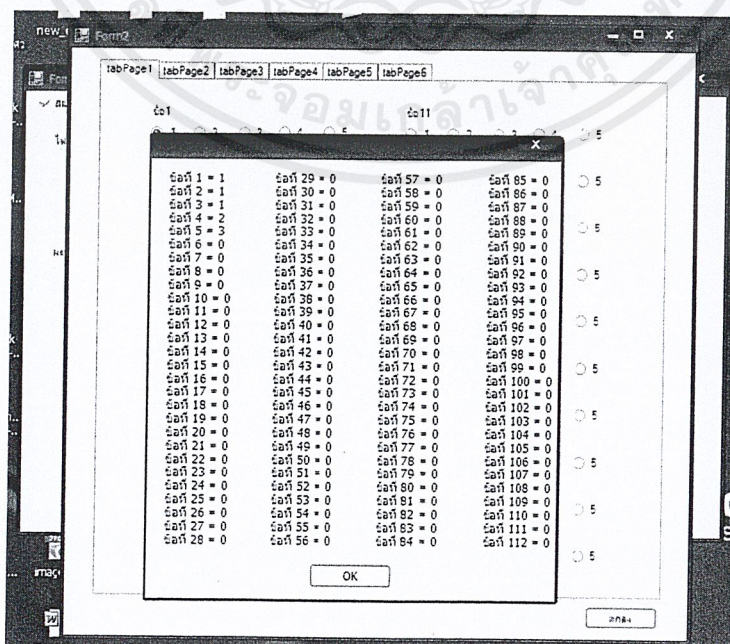 new_
Form2
For
tabPage1 tabPage2 tabPage3 tabPage4 tabPage5 tabPage6
ข้อ1
ข้อ11
1 2 3 4 5
1 2 3 4 5
ข้อที่ 1 = 1
ข้อที่ 2 = 1
ข้อที่ 3 = 1
ข้อที่ 4 = 2
ข้อที่ 5 = 3
ข้อที่ 6 = 0
ข้อที่ 7 = 0
ข้อที่ 8 = 0
ข้อที่ 9 = 0
ข้อที่ 10 = 0
ข้อที่ 11 = 0
ข้อที่ 12 = 0
ข้อที่ 13 = 0
ข้อที่ 14 = 0
ข้อที่ 15 = 0
ข้อที่ 16 = 0
ข้อที่ 17 = 0
ข้อที่ 18 = 0
ข้อที่ 19 = 0
ข้อที่ 20 = 0
ข้อที่ 21 = 0
ข้อที่ 22 = 0
ข้อที่ 23 = 0
ข้อที่ 24 = 0
ข้อที่ 25 = 0
ข้อที่ 26 = 0
ข้อที่ 27 = 0
ข้อที่ 28 = 0
ข้อที่ 29 = 0
ข้อที่ 30 = 0
ข้อที่ 31 = 0
ข้อที่ 32 = 0
ข้อที่ 33 = 0
ข้อที่ 34 = 0
ข้อที่ 35 = 0
ข้อที่ 36 = 0
ข้อที่ 37 = 0
ข้อที่ 38 = 0
ข้อที่ 39 = 0
ข้อที่ 40 = 0
ข้อที่ 41 = 0
ข้อที่ 42 = 0
ข้อที่ 43 = 0
ข้อที่ 44 = 0
ข้อที่ 45 = 0
ข้อที่ 46 = 0
ข้อที่ 47 = 0
ข้อที่ 48 = 0
ข้อที่ 49 = 0
ข้อที่ 50 = 0
ข้อที่ 51 = 0
ข้อที่ 52 = 0
ข้อที่ 53 = 0
ข้อที่ 54 = 0
ข้อที่ 55 = 0
ข้อที่ 56 = 0
ข้อที่ 57 = 0
ข้อที่ 58 = 0
ข้อที่ 59 = 0
ข้อที่ 60 = 0
ข้อที่ 61 = 0
ข้อที่ 62 = 0
ข้อที่ 63 = 0
ข้อที่ 64 = 0
ข้อที่ 65 = 0
ข้อที่ 66 = 0
ข้อที่ 67 = 0
ข้อที่ 68 = 0
ข้อที่ 69 = 0
ข้อที่ 70 = 0
ข้อที่ 71 = 0
ข้อที่ 72 = 0
ข้อที่ 73 = 0
ข้อที่ 74 = 0
ข้อที่ 75 = 0
ข้อที่ 76 = 0
ข้อที่ 77 = 0
ข้อที่ 78 = 0
ข้อที่ 79 = 0
ข้อที่ 80 = 0
ข้อที่ 81 = 0
ข้อที่ 82 = 0
ข้อที่ 83 = 0
ข้อที่ 84 = 0
ข้อที่ 85 = 0
ข้อที่ 86 = 0
ข้อที่ 87 = 0
ข้อที่ 88 = 0
ข้อที่ 89 = 0
ข้อที่ 90 = 0
ข้อที่ 91 = 0
ข้อที่ 92 = 0
ข้อที่ 93 = 0
ข้อที่ 94 = 0
ข้อที่ 95 = 0
ข้อที่ 96 = 0
ข้อที่ 97 = 0
ข้อที่ 98 = 0
ข้อที่ 99 = 0
ข้อที่ 100 = 0
ข้อที่ 101 = 0
ข้อที่ 102 = 0
ข้อที่ 103 = 0
ข้อที่ 104 = 0
ข้อที่ 105 = 0
ข้อที่ 106 = 0
ข้อที่ 107 = 0
ข้อที่ 108 = 0
ข้อที่ 109 = 0
ข้อที่ 110 = 0
ข้อที่ 111 = 0
ข้อที่ 112 = 0
5
5
5
5
5
5
5
5
5
OK
imag
ตกลง